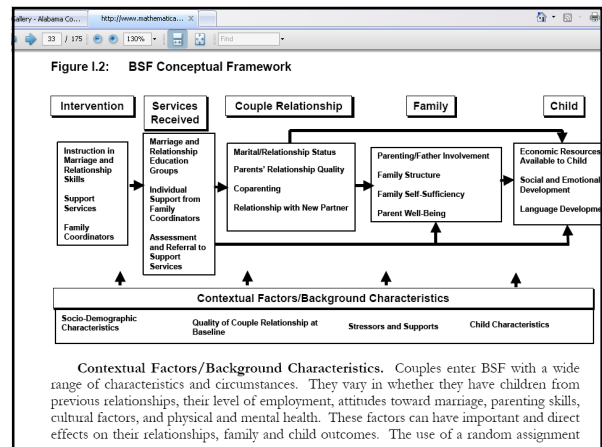 Gallery - Alabama Co...
http://www.mathematica...
33 / 175
130%
Find
Figure I.2: BSF Conceptual Framework
Intervention
Services
Received
Couple Relationship
Family
Child
Instruction in
Marriage and
Relationship
Skills
Support
Services
Family
Coordinators
Marriage and
Relationship
Education
Groups
Individual
Support from
Family
Coordinators
Assessment
and Referral to
Support
Services
Marital/Relationship Status
Parents' Relationship Quality
Coparenting
Relationship with New Partner
Parenting/Father Involvement
Family Structure
Family Self-Sufficiency
Parent Well-Being
Economic Resources
Available to Child
Social and Emotional
Development
Language Developme
Contextual Factors/Background Characteristics
Socio-Demographic
Characteristics
Quality of Couple Relationship at
Baseline
Stressors and Supports
Child Characteristics
Contextual Factors/Background Characteristics. Couples enter BSF with a wide
range of characteristics and circumstances. They vary in whether they have children from
previous relationships, their level of employment, attitudes toward marriage, parenting skills,
cultural factors, and physical and mental health. These factors can have important and direct
effects on their relationships, family and child outcomes. The use of a random assignment